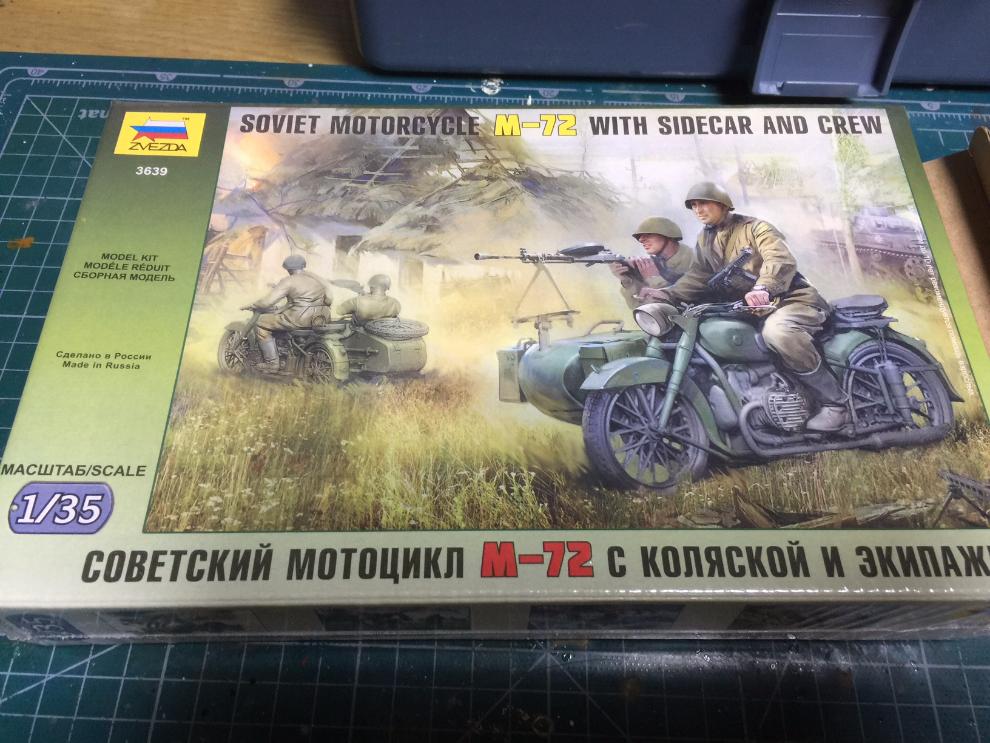 SOVIET MOTORCYCLE M-72 WITH SIDECAR AND CREW
ZVEZDA
TM
3639
MODEL KIT
MODÈLE RÉDUIT
СБОРНАЯ МОДЕЛЬ
Сделано в России
Made in Russia
МАСШТАБ/SCALE
1/35
СОВЕТСКИЙ МОТОЦИКЛ М-72 С КОЛЯСКОЙ И ЭКИПАЖ